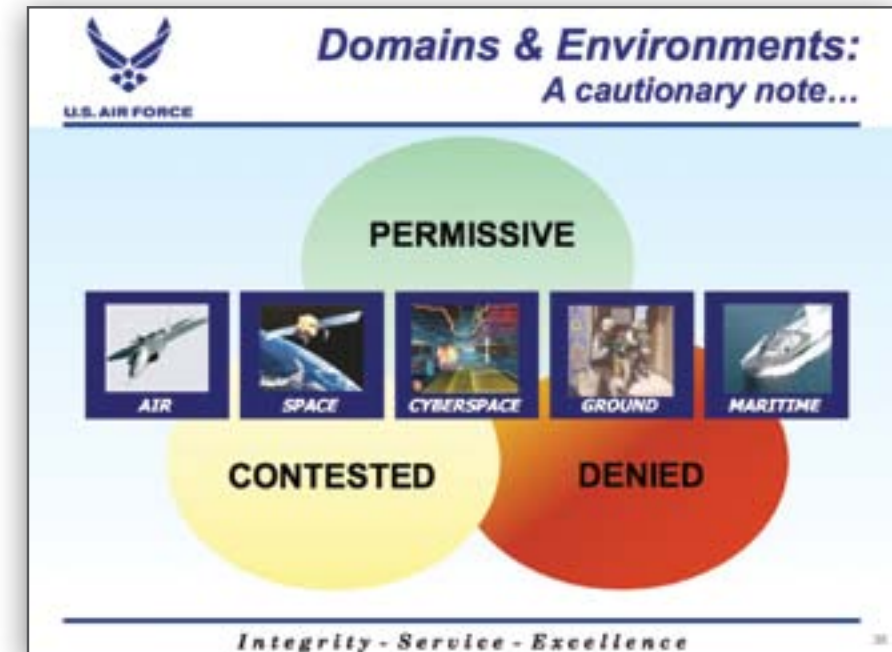 Domains & Environments:
A cautionary note...
U.S. AIR FORCE
PERMISSIVE
AIR SPACE CYBERSPACE GROUND MARITIME
CONTESTED DENIED
Integrity - Service - Excellence